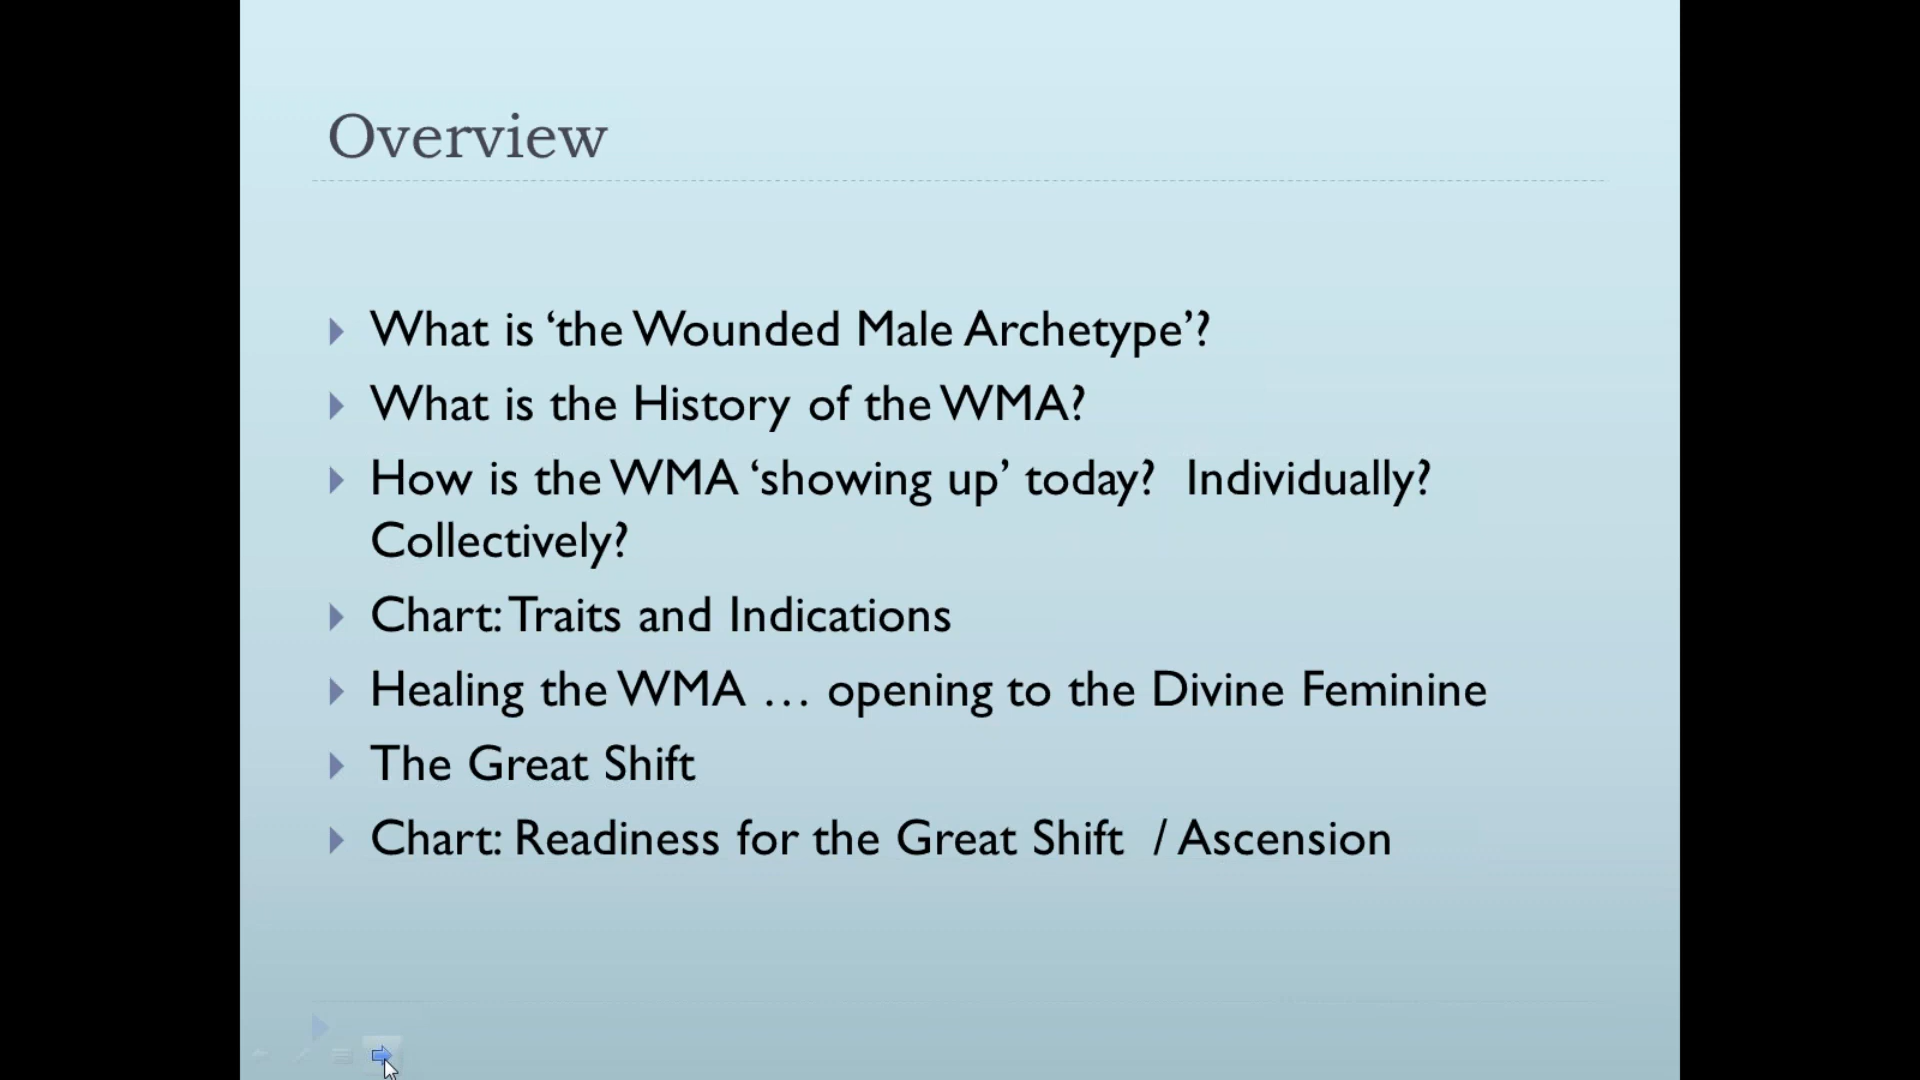 Overview
What is ‘the Wounded Male Archetype’?
What is the History of the WMA?
How is the WMA ‘showing up’ today?  Individually?
Collectively?
Chart: Traits and Indications
Healing the WMA … opening to the Divine Feminine
The Great Shift
Chart: Readiness for the Great Shift  / Ascension